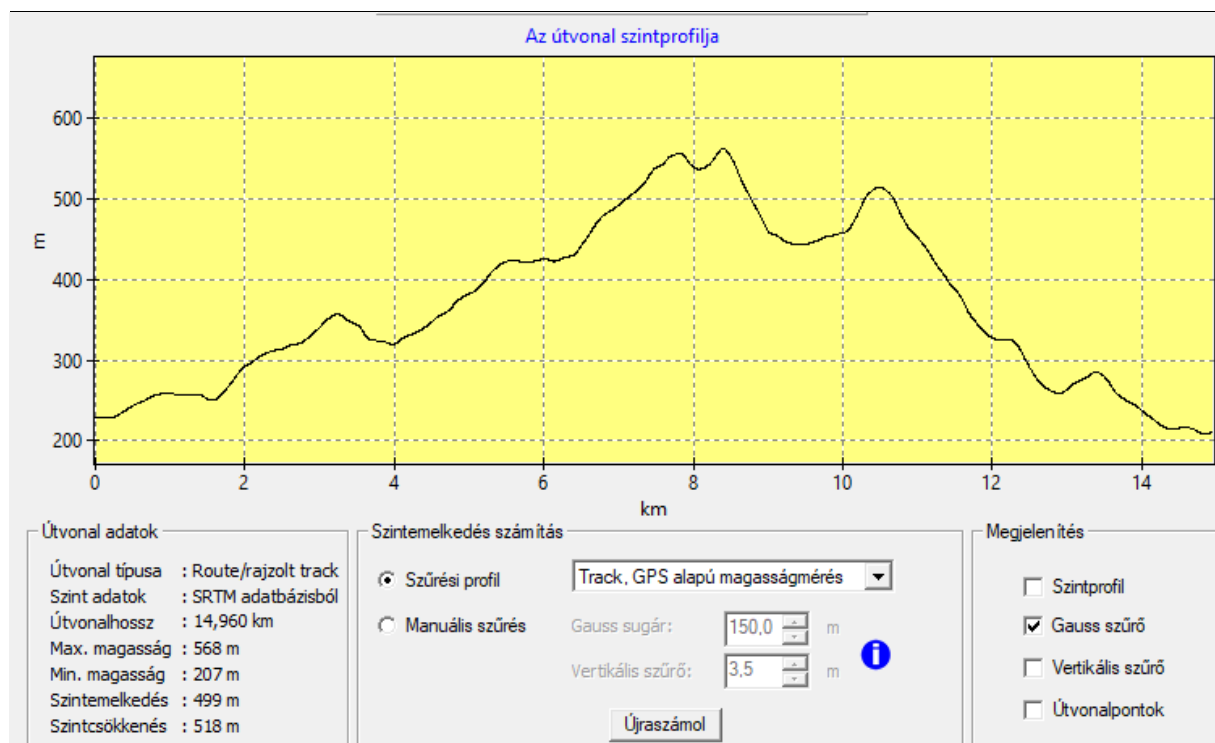 Az útvonal szintprofilja
600
500
400
300
200
m
0 2 4 6 8 10 12 14
km
Útvonal adatok
Útvonal típusa : Route/rajzolt track
Szint adatok : SRTM adatbázisból
Útvonalhossz : 14,960 km
Max. magasság : 568 m
Min. magasság : 207 m
Szintemelkedés : 499 m
Szintcsökkenés : 518 m
Szintemelkedés számítás
Szűrési profil Track, GPS alapú magasságmérés
Manuális szűrés Gauss sugár: 150,0 m
Vertikális szűrő: 3,5 m
i
Újraszámol
Megjelenítés
Szintprofil
Gauss szűrő
Vertikális szűrő
Útvonalpontok